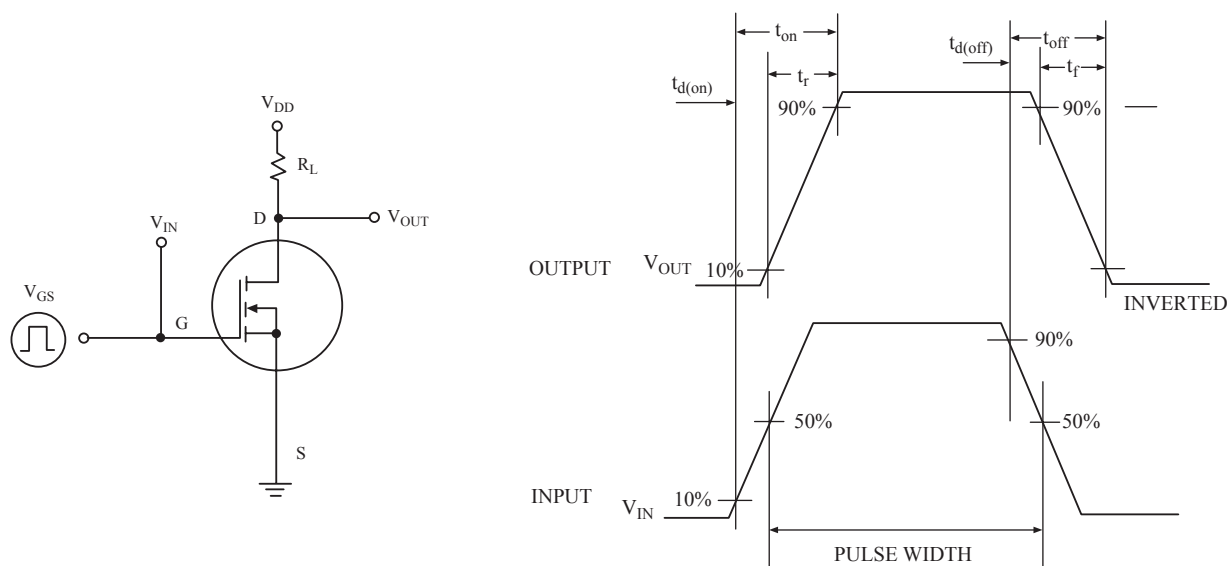 V_DD
R_L
D
V_OUT
V_IN
V_GS
G
S
t_on
t_r
t_d(on)
t_d(off)
t_off
t_f
90%
90%
OUTPUT
V_OUT
10%
INVERTED
90%
50%
50%
INPUT
V_IN
10%
PULSE WIDTH